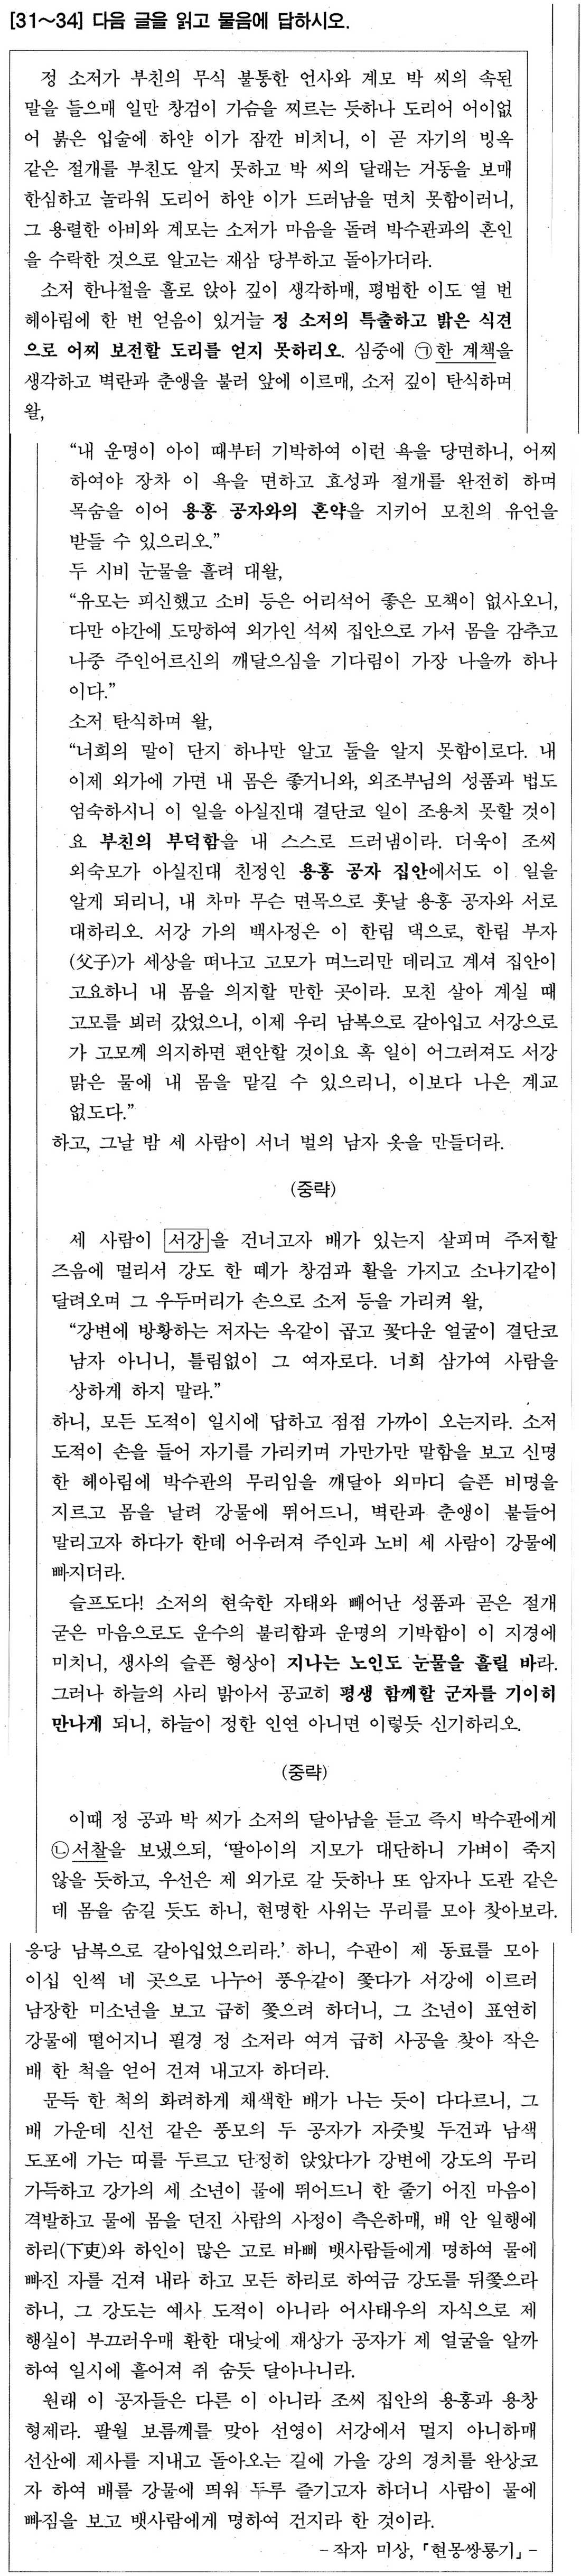 [31~34] 다음 글을 읽고 물음에 답하시오.
정 소저가 부친의 무식 불통한 언사와 계모 박 씨의 속된
말을 들으매 일만 창검이 가슴을 찌르는 듯하나 도리어 어이없
어 붉은 입술에 하얀 이가 잠깐 비치니, 이 곧 자기의 빙옥
같은 절개를 부친도 알지 못하고 박 씨의 달래는 거동을 보매
한심하고 놀라워 도리어 하얀 이가 드러남을 면치 못함이러니,
그 용렬한 아비와 계모는 소저가 마음을 돌려 박수관과의 혼인
을 수락한 것으로 알고는 재삼 당부하고 돌아가더라.
소저 한나절을 홀로 앉아 깊이 생각하매, 평범한 이도 열 번
헤아림에 한 번 얻음이 있거늘 정 소저의 특출하고 밝은 식견
으로 어찌 보전할 도리를 얻지 못하리오. 심중에 ㉠한 계책을
생각하고 벽란과 춘앵을 불러 앞에 이르매, 소저 깊이 탄식하며
왈,
“내 운명이 아이 때부터 기박하여 이런 욕을 당면하니, 어찌
하여야 장차 이 욕을 면하고 효성과 절개를 완전히 하며
목숨을 이어 용홍 공자와의 혼약을 지키어 모친의 유언을
받들 수 있으리오.”
두 시비 눈물을 흘려 대왈,
“유모는 피신했고 소비 등은 어리석어 좋은 모책이 없사오니,
다만 야간에 도망하여 외가인 석씨 집안으로 가서 몸을 감추고
나중 주인어르신의 깨달으심을 기다림이 가장 나을까 하나
이다.”
소저 탄식하며 왈,
“너희의 말이 단지 하나만 알고 둘을 알지 못함이로다. 내
이제 외가에 가면 내 몸은 좋거니와, 외조부님의 성품과 법도
엄숙하시니 이 일을 아실진대 결단코 일이 조용치 못할 것이
요 부친의 부덕함을 내 스스로 드러냄이라. 더욱이 조씨
외숙모가 아실진대 친정인 용홍 공자 집안에서도 이 일을
알게 되리니, 내 차마 무슨 면목으로 훗날 용홍 공자와 서로
대하리오. 서강 가의 백사정은 이 한림 댁으로, 한림 부자
(父子)가 세상을 떠나고 고모가 며느리만 데리고 계셔 집안이
고요하니 내 몸을 의지할 만한 곳이라. 모친 살아 계실 때
고모를 뵈러 갔었으니, 이제 우리 남복으로 갈아입고 서강으로
가 고모께 의지하면 편안할 것이요 혹 일이 어그러져도 서강
맑은 물에 내 몸을 맡길 수 있으리니, 이보다 나은 계교
없도다.”
하고, 그날 밤 세 사람이 서너 벌의 남자 옷을 만들더라.
(중략)
세 사람이 서강을 건너고자 배가 있는지 살피며 주저할
즈음에 멀리서 강도 한 떼가 창검과 활을 가지고 소나기같이
달려오며 그 우두머리가 손으로 소저 등을 가리켜 왈,
“강변에 방황하는 저자는 옥같이 곱고 꽃다운 얼굴이 결단코
남자 아니니, 틀림없이 그 여자로다. 너희 삼가여 사람을
상하게 하지 말라.”
하니, 모든 도적이 일시에 답하고 점점 가까이 오는지라. 소저
도적이 손을 들어 자기를 가리키며 가만가만 말함을 보고 신명
한 헤아림에 박수관의 무리임을 깨달아 외마디 슬픈 비명을
지르고 몸을 날려 강물에 뛰어드니, 벽란과 춘앵이 붙들어
말리고자 하다가 한데 어우러져 주인과 노비 세 사람이 강물에
빠지더라.
슬프도다! 소저의 현숙한 자태와 빼어난 성품과 곧은 절개
굳은 마음으로도 운수의 불리함과 운명의 기박함이 이 지경에
미치니, 생사의 슬픈 형상이 지나는 노인도 눈물을 흘릴 바라.
그러나 하늘의 사리 밝아서 공교히 평생 함께할 군자를 기이히
만나게 되니, 하늘이 정한 인연 아니면 이렇듯 신기하리오.
(중략)
이때 정 공과 박 씨가 소저의 달아남을 듣고 즉시 박수관에게
㉡서찰을 보냈으되, ‘딸아이의 지모가 대단하니 가벼이 죽지
않을 듯하고, 우선은 제 외가로 갈 듯하나 또 암자나 도관 같은
데 몸을 숨길 듯도 하니, 현명한 사위는 무리를 모아 찾아보라.
응당 남복으로 갈아입었으리라.’ 하니, 수관이 제 동료를 모아
이십 인씩 네 곳으로 나누어 풍우같이 쫓다가 서강에 이르러
남장한 미소년을 보고 급히 쫓으려 하더니, 그 소년이 표연히
강물에 떨어지니 필경 정 소저라 여겨 급히 사공을 찾아 작은
배 한 척을 얻어 건져 내고자 하더라.
문득 한 척의 화려하게 채색한 배가 나는 듯이 다다르니, 그
배 가운데 신선 같은 풍모의 두 공자가 자줏빛 두건과 남색
도포에 가는 띠를 두르고 단정히 앉았다가 강변에 강도의 무리
가득하고 강가의 세 소년이 물에 뛰어드니 한 줄기 어진 마음이
격발하고 물에 몸을 던진 사람의 사정이 측은하매, 배 안 일행에
하리(下吏)와 하인이 많은 고로 바삐 뱃사람들에게 명하여 물에
빠진 자를 건져 내라 하고 모든 하리로 하여금 강도를 뒤쫓으라
하니, 그 강도는 예사 도적이 아니라 어사태우의 자식으로 제
행실이 부끄러우매 환한 대낮에 재상가 공자가 제 얼굴을 알까
하여 일시에 흩어져 쥐 숨듯 달아나니라.
원래 이 공자들은 다른 이 아니라 조씨 집안의 용홍과 용창
형제라. 팔월 보름께를 맞아 선영이 서강에서 멀지 아니하매
선산에 제사를 지내고 돌아오는 길에 가을 강의 경치를 완상코
자 하여 배를 강물에 띄워 두루 즐기고자 하더니 사람이 물에
빠짐을 보고 뱃사람에게 명하여 건지라 한 것이라.
- 작자 미상, 「현몽쌍룡기」 -